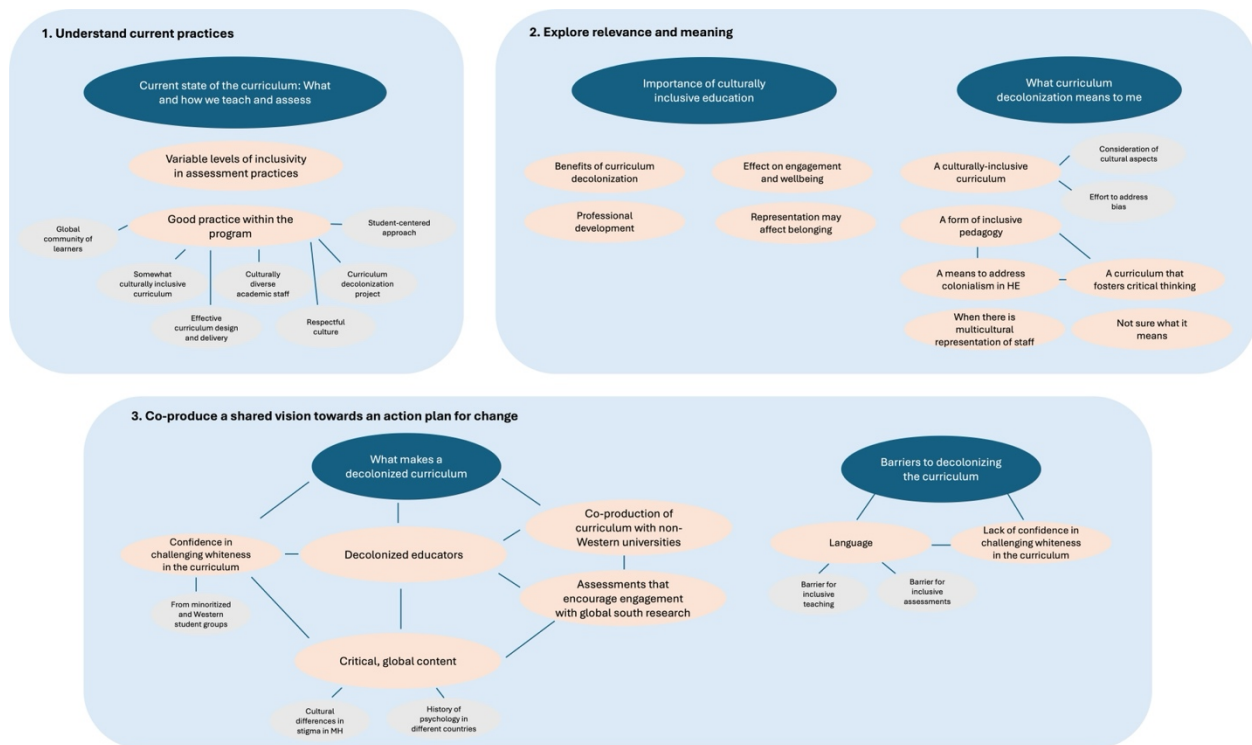 1. Understand current practices
Current state of the curriculum: What
and how we teach and assess
Variable levels of inclusivity
in assessment practices
Good practice within the
program
Global
community of
learners
Student-centered
approach
Somewhat
culturally inclusive
curriculum
Culturally
diverse
academic staff
Curriculum
decolonization
project
Effective
curriculum design
and delivery
Respectful
culture
2. Explore relevance and meaning
Importance of culturally
inclusive education
What curriculum
decolonization means to me
Benefits of curriculum
decolonization
Effect on engagement
and wellbeing
Professional
development
Representation may
affect belonging
A culturally-inclusive
curriculum
Consideration of
cultural aspects
Effort to address
bias
A form of inclusive
pedagogy
A means to address
colonialism in HE
A curriculum that
fosters critical thinking
When there is
multicultural
representation of staff
Not sure what it
means
3. Co-produce a shared vision towards an action plan for change
What makes a
decolonized curriculum
Confidence in
challenging whiteness
in the curriculum
Decolonized educators
Co-production of
curriculum with non-
Western universities
Assessments that
encourage engagement
with global south research
From minoritized
and Western
student groups
Critical, global content
Cultural
differences in
stigma in MH
History of
psychology in
different countries
Barriers to decolonizing
the curriculum
Language
Lack of confidence in
challenging whiteness
in the curriculum
Barrier for
inclusive
teaching
Barrier for
inclusive
assessments